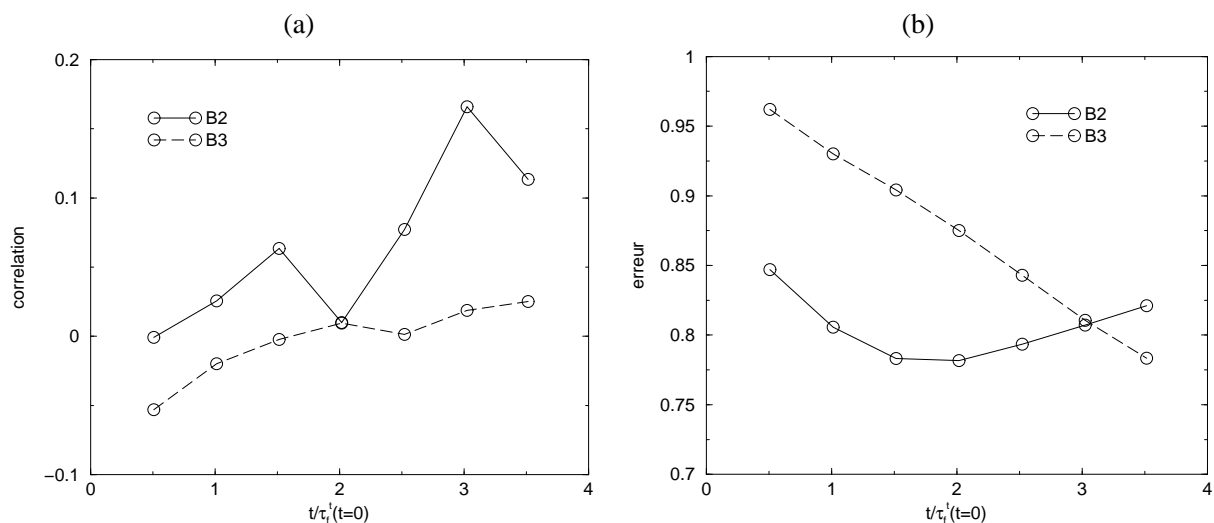 (a)
0.2
0.1
0
−0.1
correlation
B2
B3
0
1
2
3
4
t/τ_f^t(t=0)
(b)
1
0.95
0.9
0.85
0.8
0.75
0.7
erreur
B2
B3
0
1
2
3
4
t/τ_f^t(t=0)